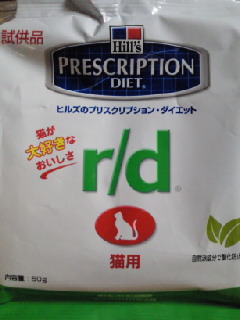 試供品
Hill's
PRESCRIPTION
DIET®
ヒルズのプリスクリプション・ダイエット
猫が
大好きな
おいしさ
r/d®
猫用
内容量:50g